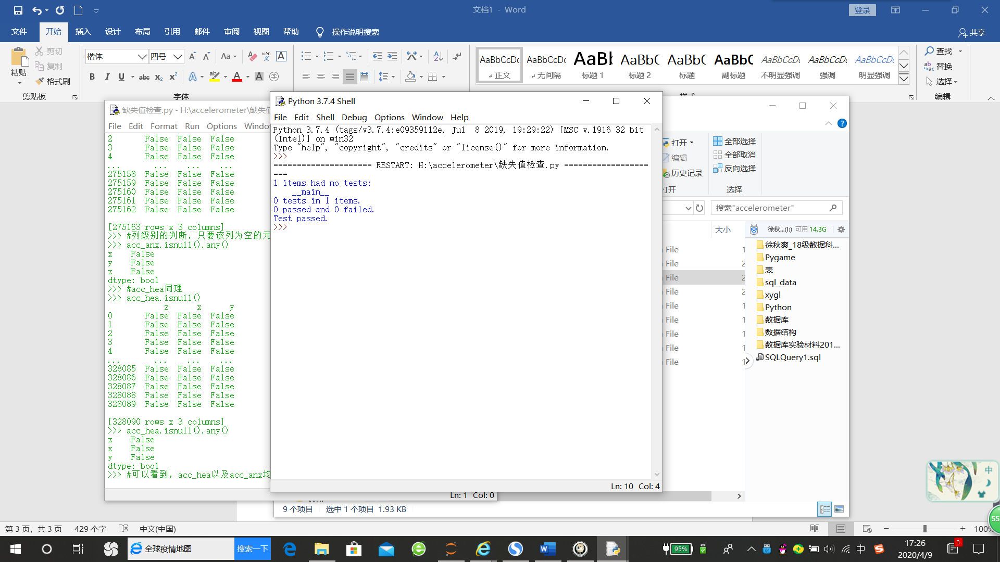 文档1 - Word
登录
文件 开始 插入 设计 布局 引用 邮件 审阅 视图 帮助 操作说明搜索
共享
粘贴
剪切
复制
格式刷
剪贴板
楷体 四号
字体
AaBbCcDc AaBbCcDc AaBb AaBbC AaBbC AaBbC AaBbCcDc AaBbCcDc AaBbCcDc
正文 无间隔 标题 1 标题 2 标题 副标题 不明显强调 强调 明显强调
查找
替换
选择
编辑
缺失值检查.py - H:\accelerometer\缺失值
File Edit Format Run Options Window
2 False False False
3 False False False
4 False False False
... ... ... ...
275158 False False False
275159 False False False
275160 False False False
275161 False False False
275162 False False False
[275163 rows x 3 columns]
>>> #列级别的判断，只要该列为空的元
>>> acc_anx.isnull().any()
x False
y False
z False
dtype: bool
>>> #acc_hea同理
>>> acc_hea.isnull()
z x y
0 False False False
1 False False False
2 False False False
3 False False False
4 False False False
... ... ... ...
328085 False False False
328086 False False False
328087 False False False
328088 False False False
328089 False False False
[328090 rows x 3 columns]
>>> acc_hea.isnull().any()
z False
x False
y False
dtype: bool
>>> #可以看到，acc_hea以及acc_anx均
Ln: 1 Col: 0
Python 3.7.4 Shell
File Edit Shell Debug Options Window Help
Python 3.7.4 (tags/v3.7.4:e09359112e, Jul 8 2019, 19:29:22) [MSC v.1916 32 bit
(Intel)] on win32
Type "help", "copyright", "credits" or "license()" for more information.
>>>
===================== RESTART: H:\accelerometer\缺失值检查.py ==================
===
1 items had no tests:
__main__
0 tests in 1 items.
0 passed and 0 failed.
Test passed.
>>>
Ln: 10 Col: 4
打开
编辑
历史记录
打开
全部选择
全部取消
反向选择
选择
搜索"accelerometer"
大小
File 1
File 2
File 2
File 2
File 1
File 1
File 1
File 1
File 1
徐秋...(I:) 可用 14.3G
徐秋爽_18级数据科...
Pygame
表
sql_data
xygl
Python
数据库
数据结构
数据库实验材料201...
SQLQuery1.sql
9 个项目 选中 1 个项目 1.93 KB
中
55
第 3 页，共 3 页 429 个字 中文(中国)
100%
全球疫情地图 搜索一下
95%
中
17:26
2020/4/9
3